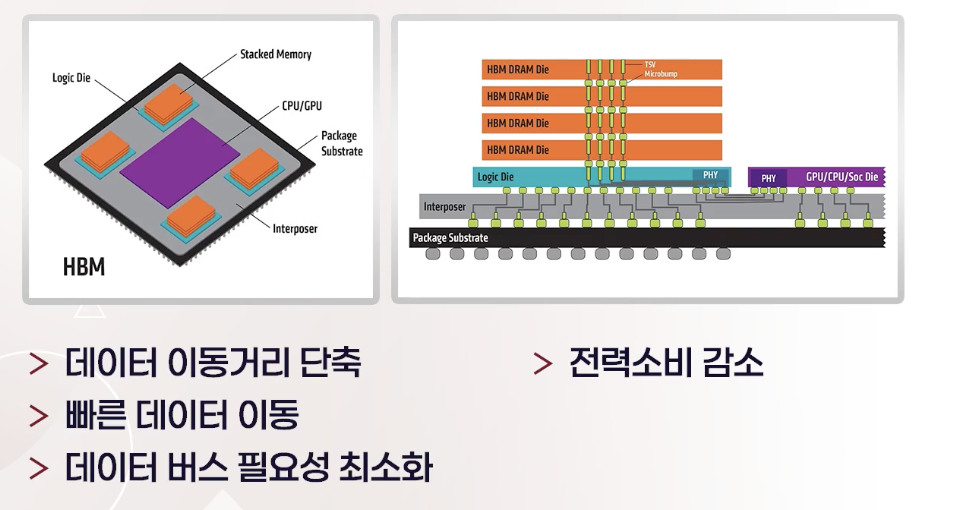 Stacked Memory
Logic Die
CPU/GPU
Package
Substrate
Interposer
HBM
HBM DRAM Die
TSV
Microbump
HBM DRAM Die
HBM DRAM Die
HBM DRAM Die
Logic Die
PHY
PHY
GPU/CPU/Soc Die
Interposer
Package Substrate
> 데이터 이동거리 단축
> 전력소비 감소
> 빠른 데이터 이동
> 데이터 버스 필요성 최소화